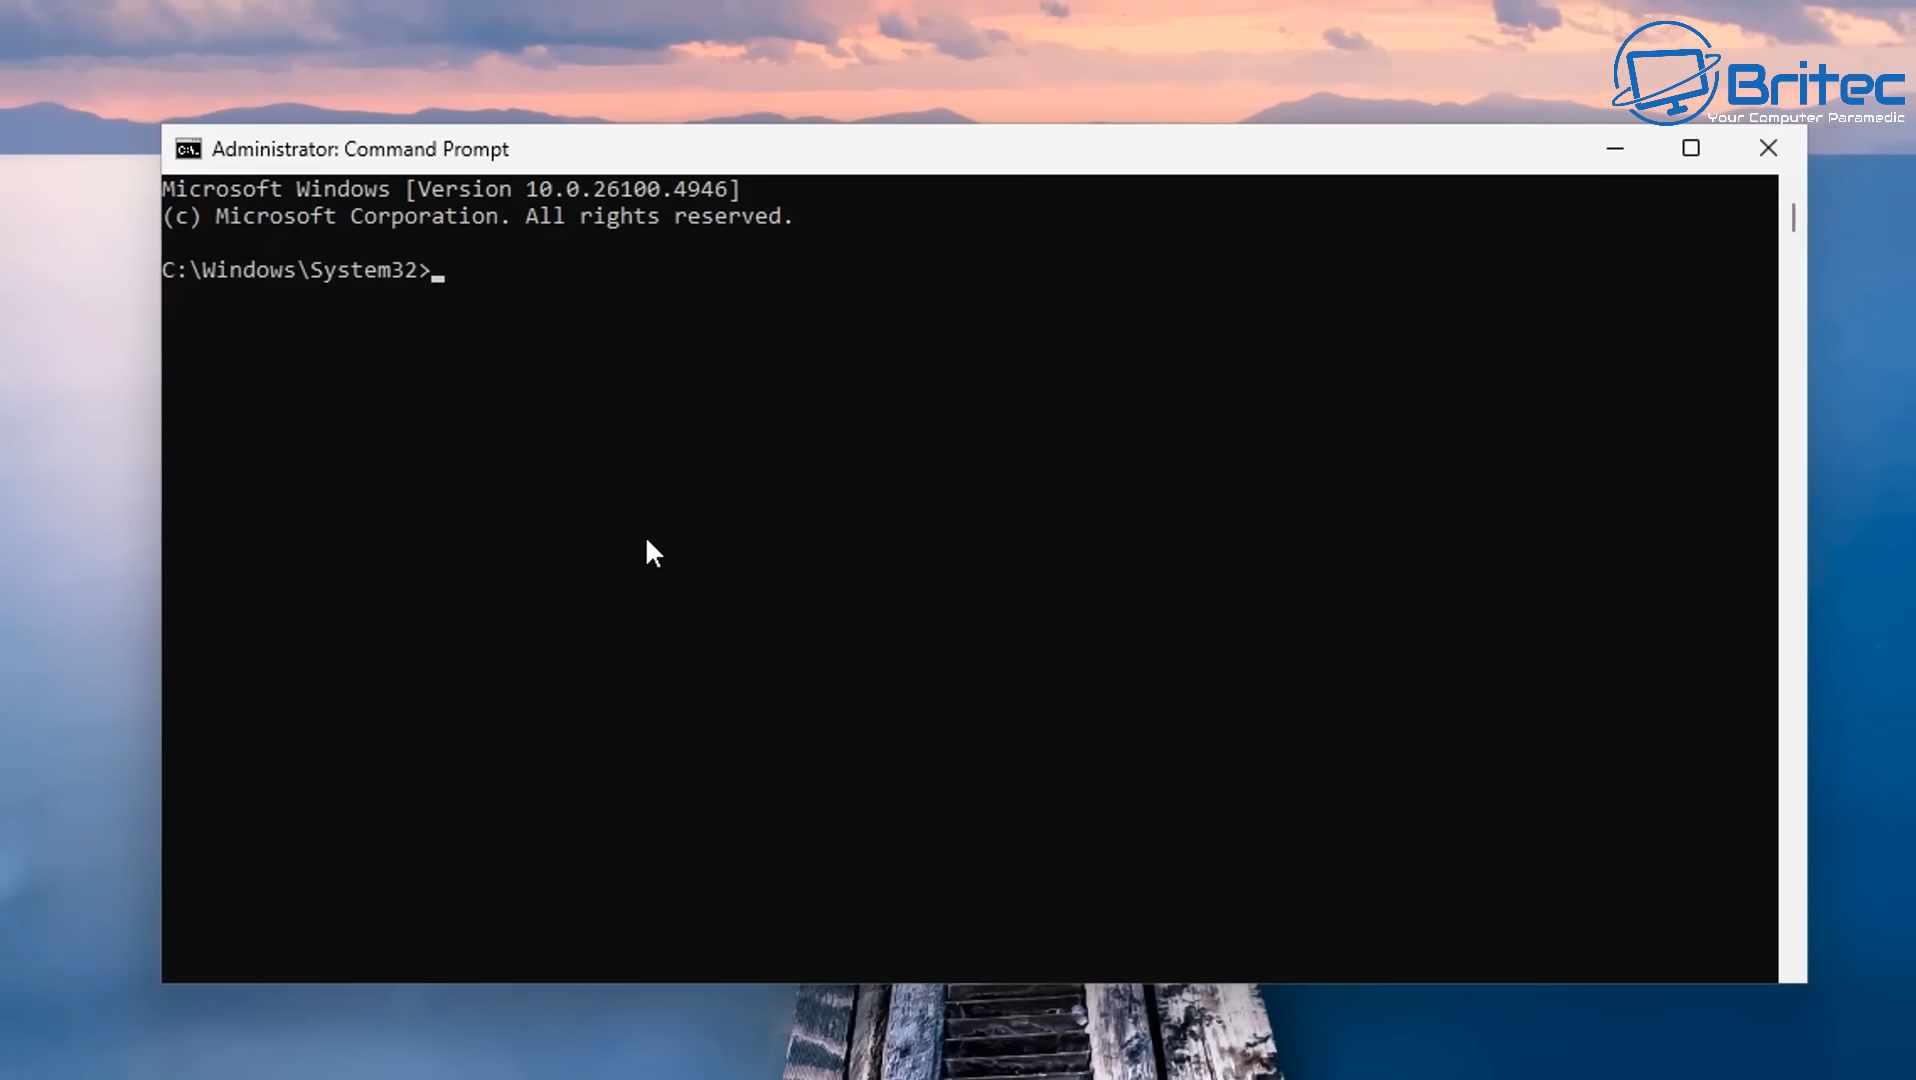 Britec
Your Computer Paramedic
Administrator: Command Prompt
Microsoft Windows [Version 10.0.26100.4946]
(c) Microsoft Corporation. All rights reserved.
C:\Windows\System32>